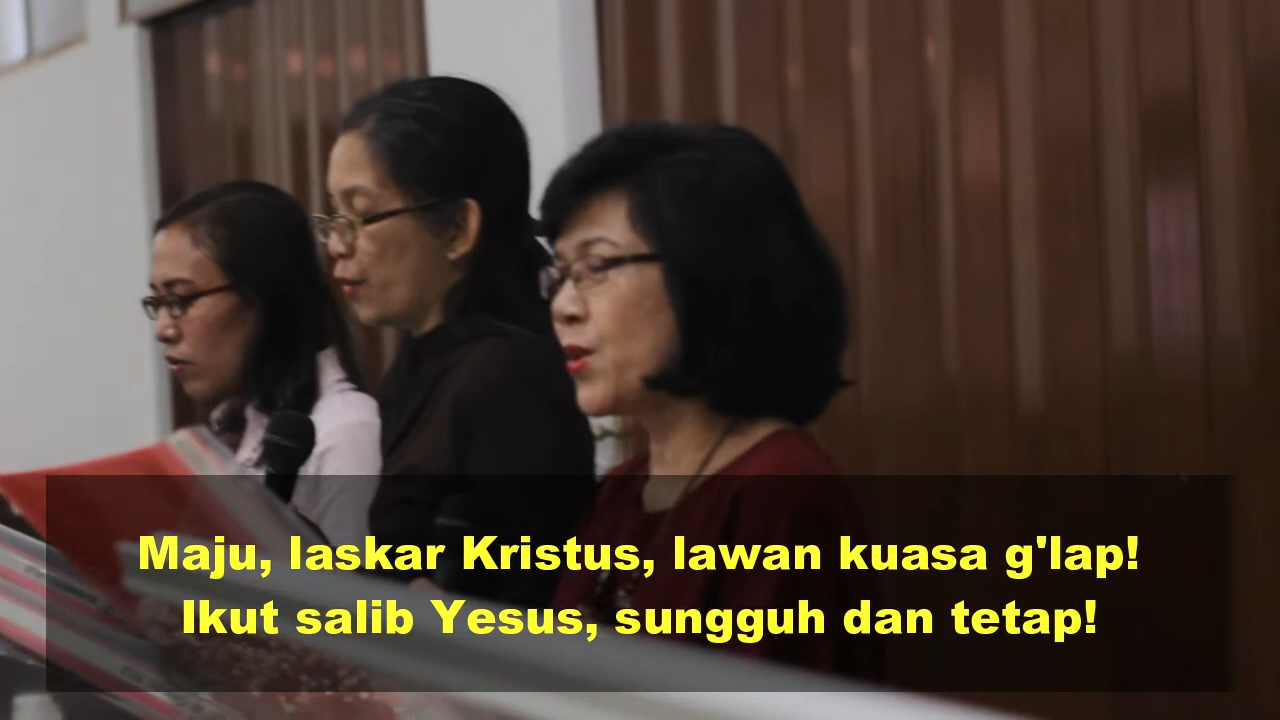 Maju, laskar Kristus, lawan kuasa g'lap!
Ikut salib Yesus, sungguh dan tetap!